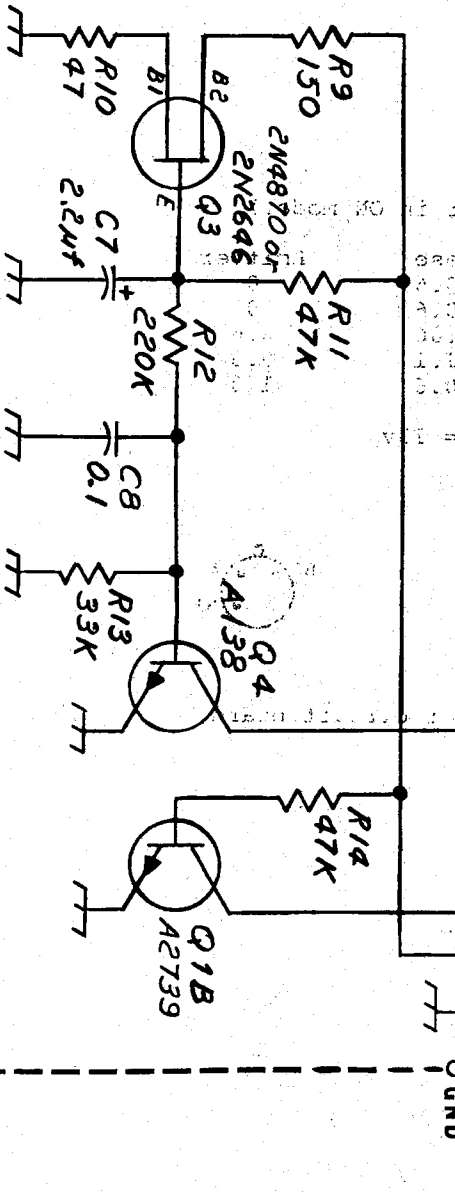 R10
47
B1
B2
R9
150
2N4870 or
2N2646
Q3
E
C7
2.2µf
+
R11
47K
R12
220K
C8
0.1
R13
33K
Q4
A138
R14
47K
Q1B
A2739
GND